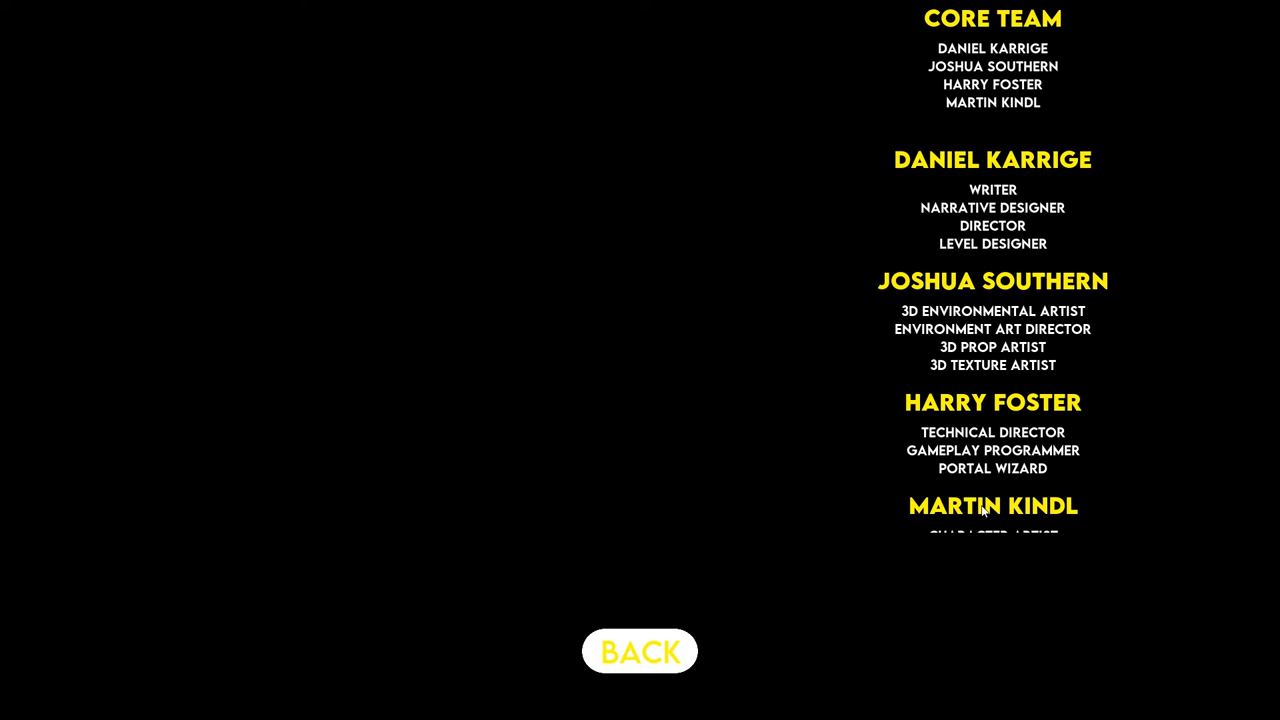 CORE TEAM
DANIEL KARRIGE
JOSHUA SOUTHERN
HARRY FOSTER
MARTIN KINDL
DANIEL KARRIGE
WRITER
NARRATIVE DESIGNER
DIRECTOR
LEVEL DESIGNER
JOSHUA SOUTHERN
3D ENVIRONMENTAL ARTIST
ENVIRONMENT ART DIRECTOR
3D PROP ARTIST
3D TEXTURE ARTIST
HARRY FOSTER
TECHNICAL DIRECTOR
GAMEPLAY PROGRAMMER
PORTAL WIZARD
MARTIN KINDL
CHARACTER ARTIST
BACK